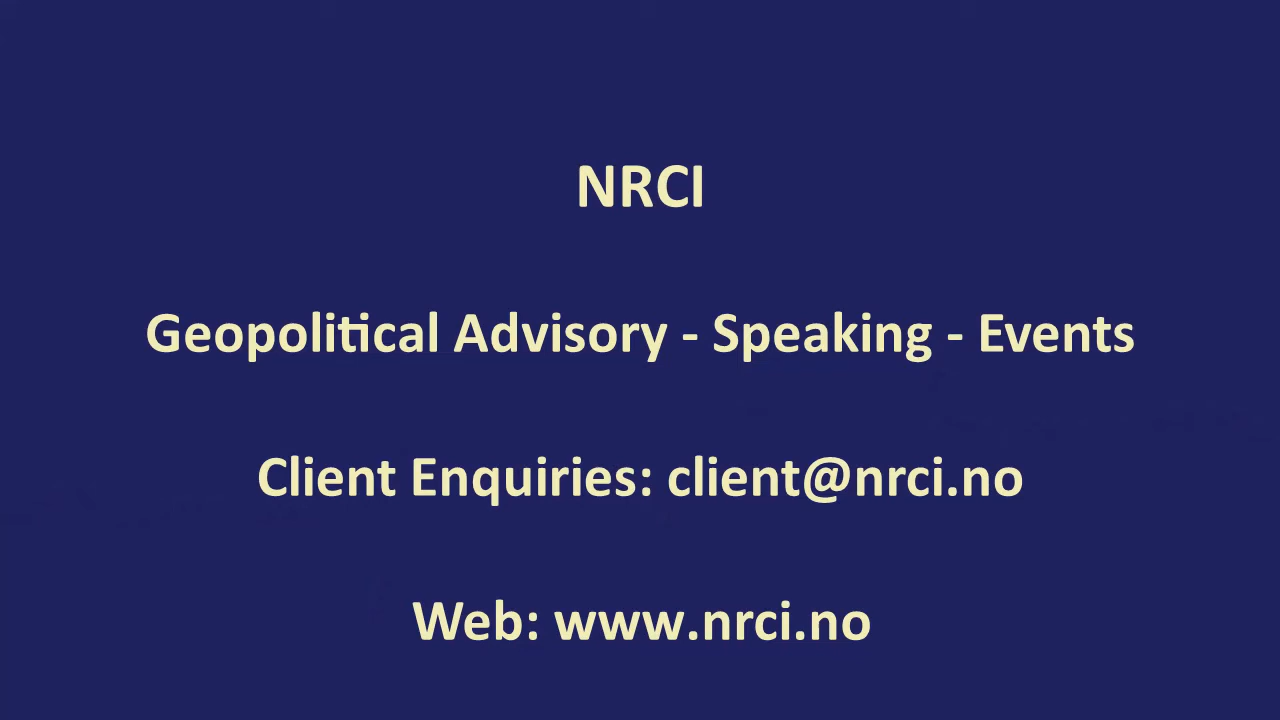 NRCI
Geopolitical Advisory - Speaking - Events
Client Enquiries: client@nrci.no
Web: www.nrci.no